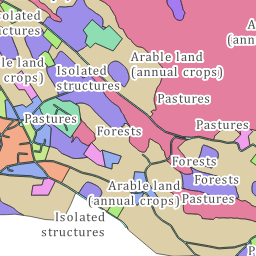 Isolated
structures
Arable land
(annual crops)
Isolated
structures
Arable land
(annual crops)
Pastures
Pastures
Pastures
Forests
Forests
Forests
Arable land
(annual crops)
Pastures
Isolated
structures